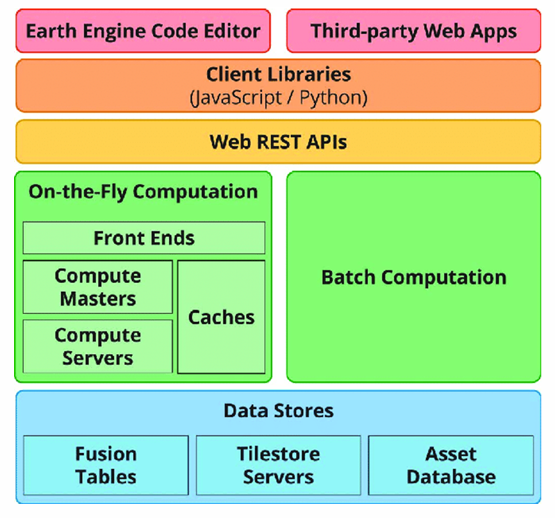 Earth Engine Code Editor
Third-party Web Apps
Client Libraries
(JavaScript / Python)
Web REST APIs
On-the-Fly Computation
Front Ends
Compute
Masters
Compute
Servers
Caches
Batch Computation
Data Stores
Fusion
Tables
Tilestore
Servers
Asset
Database